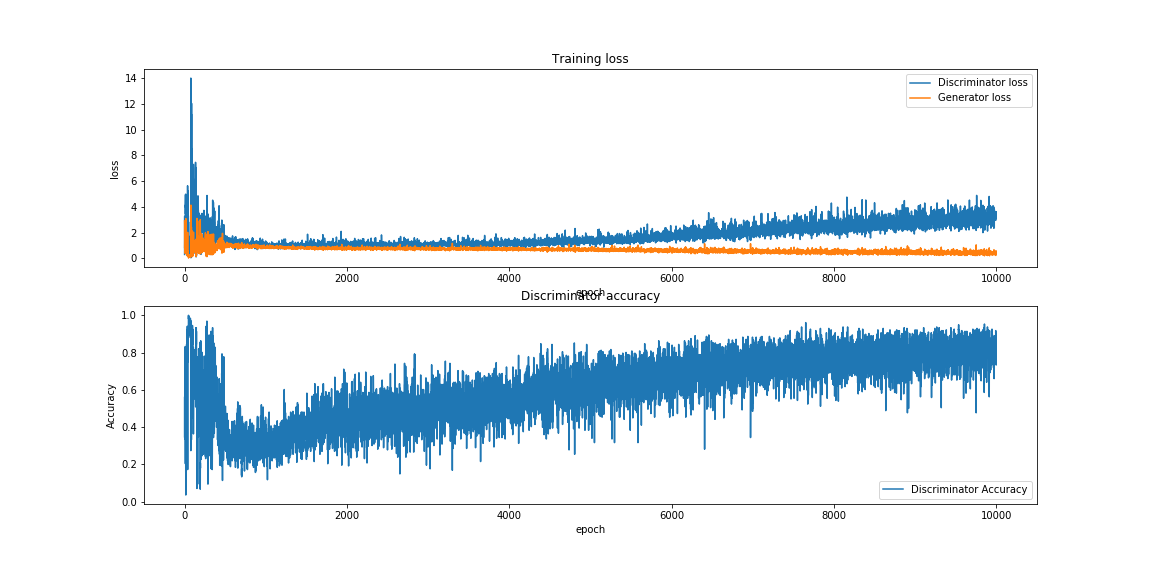 Training loss
14
12
10
8
6
4
2
0
loss
Discriminator loss
Generator loss
0 2000 4000 6000 8000 10000
epoch
Discriminator accuracy
1.0
0.8
0.6
0.4
0.2
0.0
Accuracy
Discriminator Accuracy
0 2000 4000 6000 8000 10000
epoch